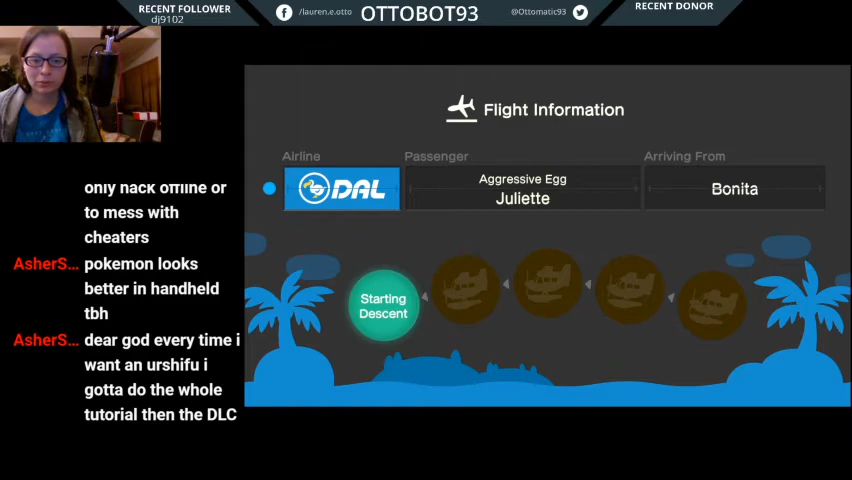 RECENT FOLLOWER
dj9102
/lauren.e.otto
OTTOBOT93
@Ottomatic93
RECENT DONOR
Flight Information
Airline
Passenger
Arriving From
DAL
Aggressive Egg
Juliette
Bonita
Starting
Descent
only hack offline or
to mess with
cheaters
AsherS... pokemon looks
better in handheld
tbh
AsherS... dear god every time i
want an urshifu i
gotta do the whole
tutorial then the DLC